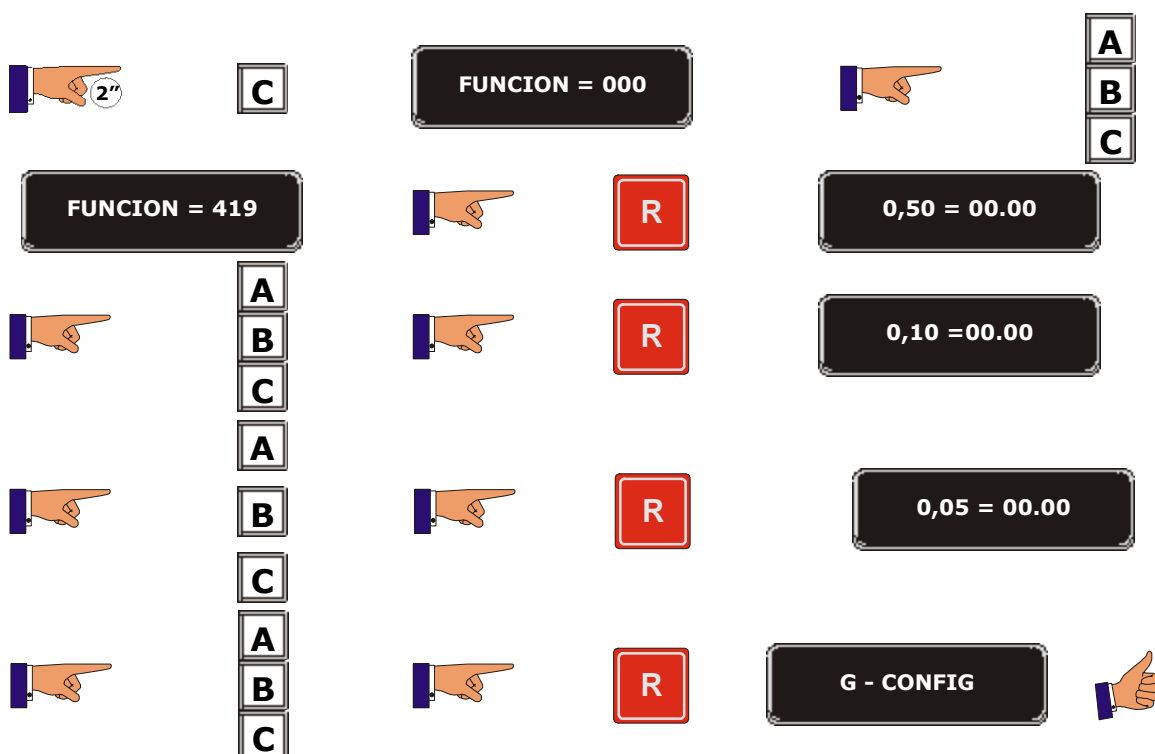 2” C FUNCION = 000 A
B
C
FUNCION = 419 R 0,50 = 00.00
A
B R 0,10 =00.00
C
A
B R 0,05 = 00.00
C
A
B R G - CONFIG
C